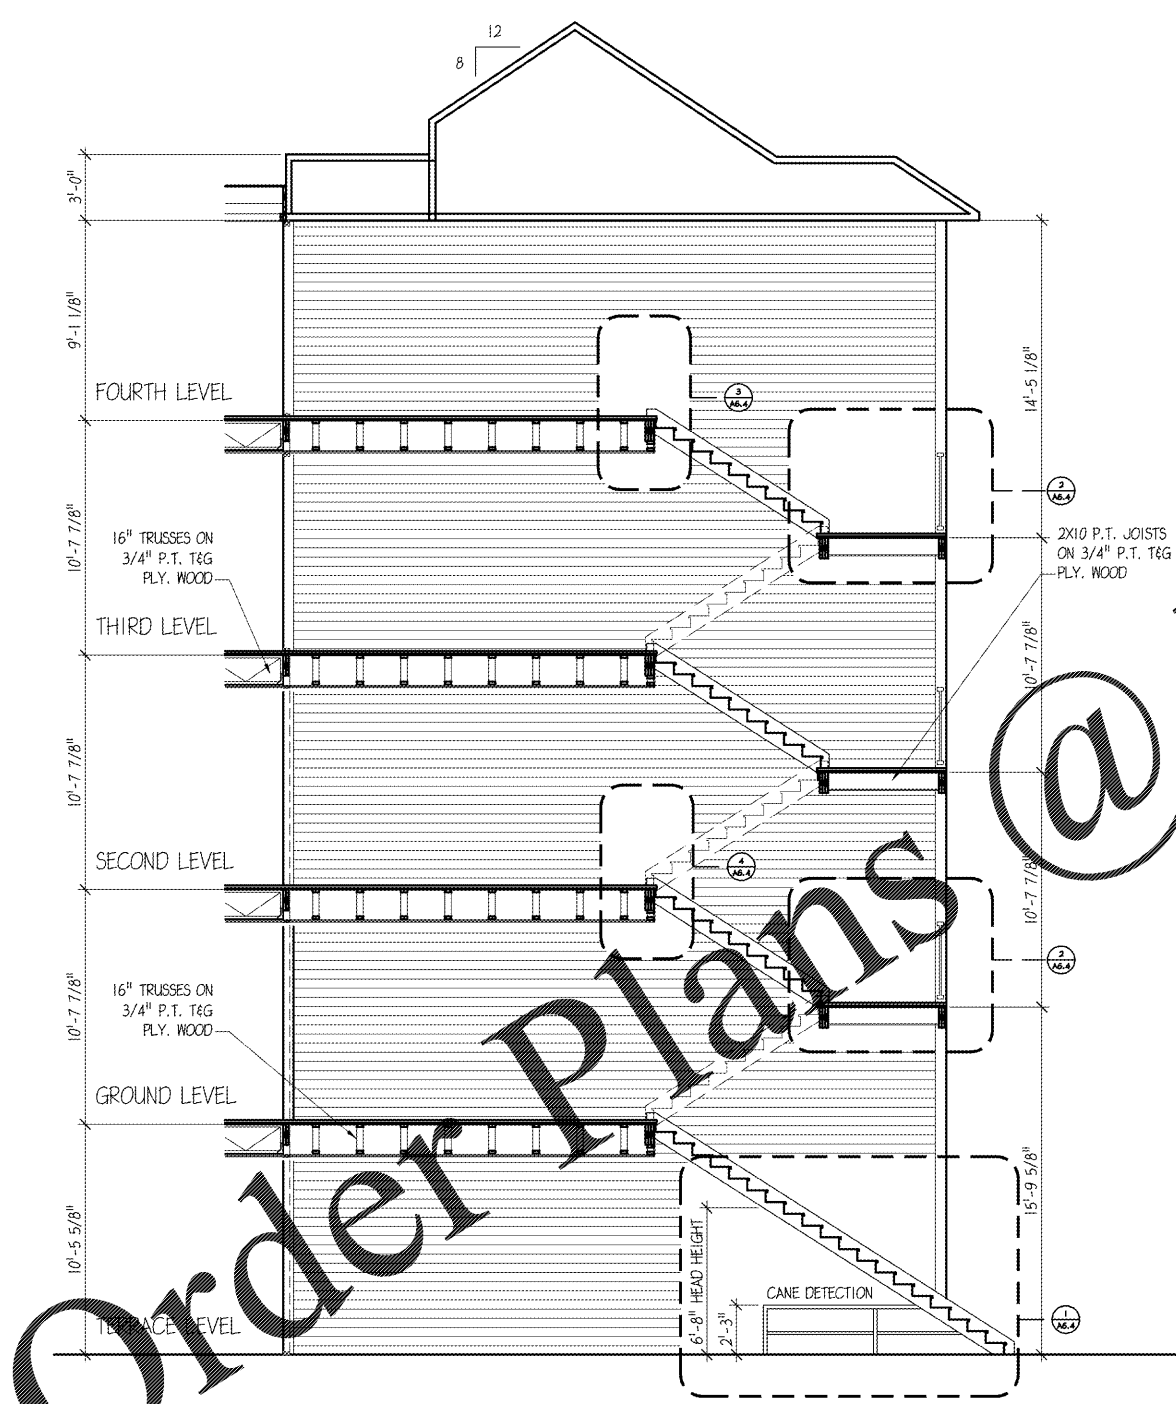 12
8
3'-0"
9'-1 1/8"
FOURTH LEVEL
3
A6.4
14'-5 1/8"
2
A6.4
10'-7 7/8"
16" TRUSSES ON
3/4" P.T. T&G
PLY. WOOD
2X10 P.T. JOISTS
ON 3/4" P.T. T&G
PLY. WOOD
THIRD LEVEL
10'-7 7/8"
10'-7 7/8"
SECOND LEVEL
4
A6.4
10'-7 7/8"
2
A6.4
16" TRUSSES ON
3/4" P.T. T&G
PLY. WOOD
10'-7 7/8"
GROUND LEVEL
15'-9 5/8"
10'-5 5/8"
6'-8" HEAD HEIGHT
2'-3"
CANE DETECTION
1
A6.4
TERRACE LEVEL
Order Plans @